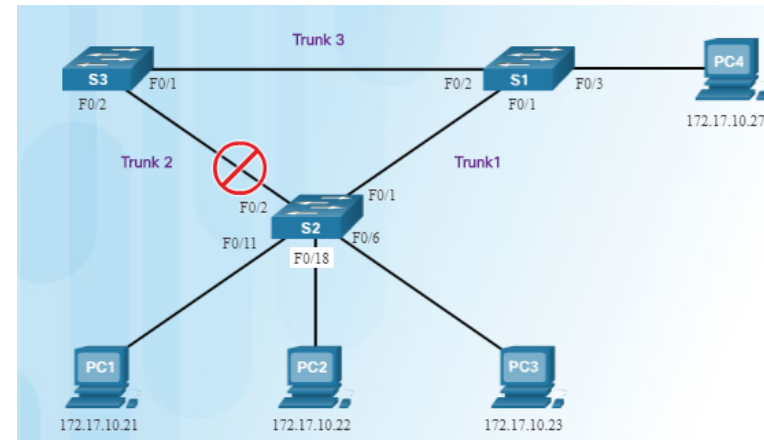 Trunk 3
PC4
S3
F0/1
F0/2
S1
F0/3
F0/2
F0/1
172.17.10.27
Trunk 2
Trunk1
F0/1
F0/2
S2
F0/11
F0/6
F0/18
PC1
PC2
PC3
172.17.10.21
172.17.10.22
172.17.10.23